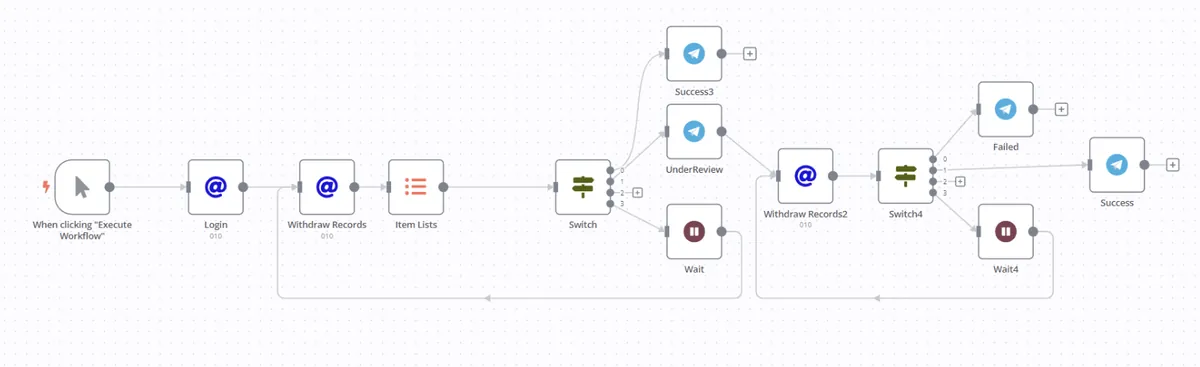 Success3
+
Failed
+
UnderReview
0
1
2
+
3
0
1
2
+
3
Success
+
When clicking "Execute
Workflow"
Login
010
Withdraw Records
010
Item Lists
Switch
Wait
Withdraw Records2
010
Switch4
Wait4